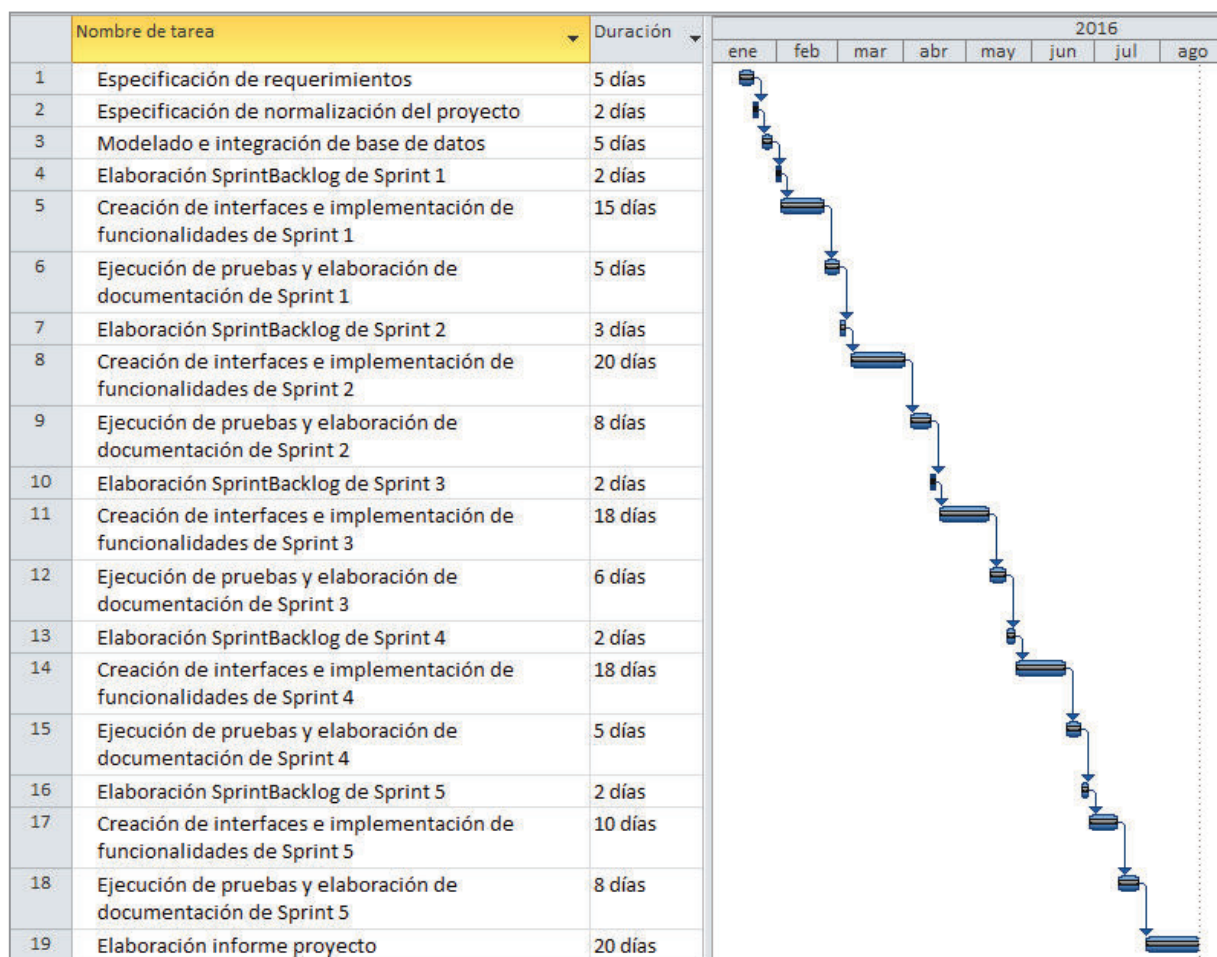 Nombre de tarea Duración 2016
ene feb mar abr may jun jul ago
1 Especificación de requerimientos 5 días
2 Especificación de normalización del proyecto 2 días
3 Modelado e integración de base de datos 5 días
4 Elaboración SprintBacklog de Sprint 1 2 días
5 Creación de interfaces e implementación de 15 días
funcionalidades de Sprint 1
6 Ejecución de pruebas y elaboración de 5 días
documentación de Sprint 1
7 Elaboración SprintBacklog de Sprint 2 3 días
8 Creación de interfaces e implementación de 20 días
funcionalidades de Sprint 2
9 Ejecución de pruebas y elaboración de 8 días
documentación de Sprint 2
10 Elaboración SprintBacklog de Sprint 3 2 días
11 Creación de interfaces e implementación de 18 días
funcionalidades de Sprint 3
12 Ejecución de pruebas y elaboración de 6 días
documentación de Sprint 3
13 Elaboración SprintBacklog de Sprint 4 2 días
14 Creación de interfaces e implementación de 18 días
funcionalidades de Sprint 4
15 Ejecución de pruebas y elaboración de 5 días
documentación de Sprint 4
16 Elaboración SprintBacklog de Sprint 5 2 días
17 Creación de interfaces e implementación de 10 días
funcionalidades de Sprint 5
18 Ejecución de pruebas y elaboración de 8 días
documentación de Sprint 5
19 Elaboración informe proyecto 20 días